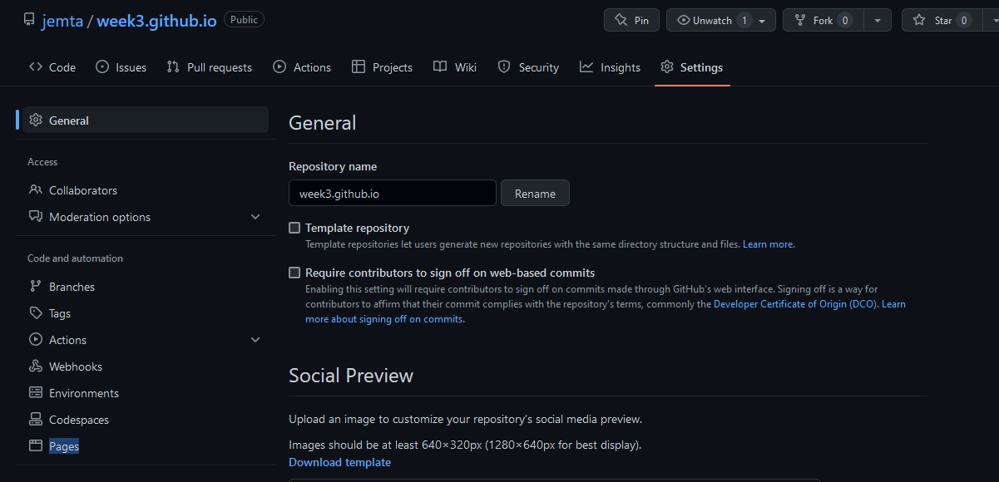 jemta / week3.github.io Public
Pin
Unwatch 1
Fork 0
Star 0
Code
Issues
Pull requests
Actions
Projects
Wiki
Security
Insights
Settings
General
Access
Collaborators
Moderation options
Code and automation
Branches
Tags
Actions
Webhooks
Environments
Codespaces
Pages
General
Repository name
week3.github.io
Rename
Template repository
Template repositories let users generate new repositories with the same directory structure and files. Learn more.
Require contributors to sign off on web-based commits
Enabling this setting will require contributors to sign off on commits made through GitHub's web interface. Signing off is a way for
contributors to affirm that their commit complies with the repository's terms, commonly the Developer Certificate of Origin (DCO). Learn
more about signing off on commits.
Social Preview
Upload an image to customize your repository's social media preview.
Images should be at least 640×320px (1280×640px for best display).
Download template